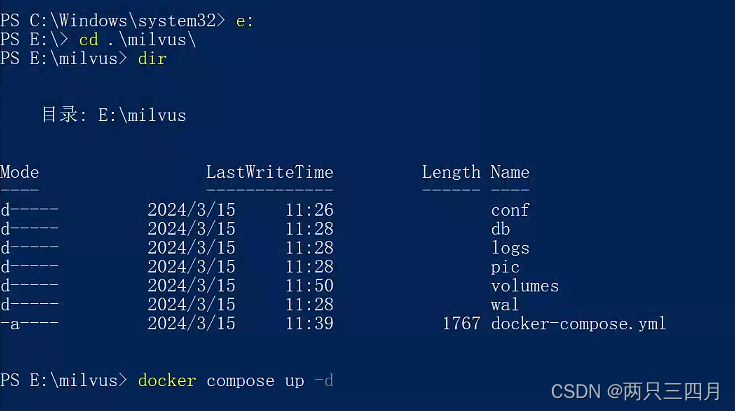 PS C:\Windows\system32> e:
PS E:\> cd .\milvus\
PS E:\milvus> dir
目录: E:\milvus
Mode                 LastWriteTime         Length Name
----                 -------------         ------ ----
d-----         2024/3/15     11:26                conf
d-----         2024/3/15     11:28                db
d-----         2024/3/15     11:28                logs
d-----         2024/3/15     11:28                pic
d-----         2024/3/15     11:50                volumes
d-----         2024/3/15     11:28                wal
-a----         2024/3/15     11:39           1767 docker-compose.yml
PS E:\milvus> docker compose up -d
CSDN @两只三四月